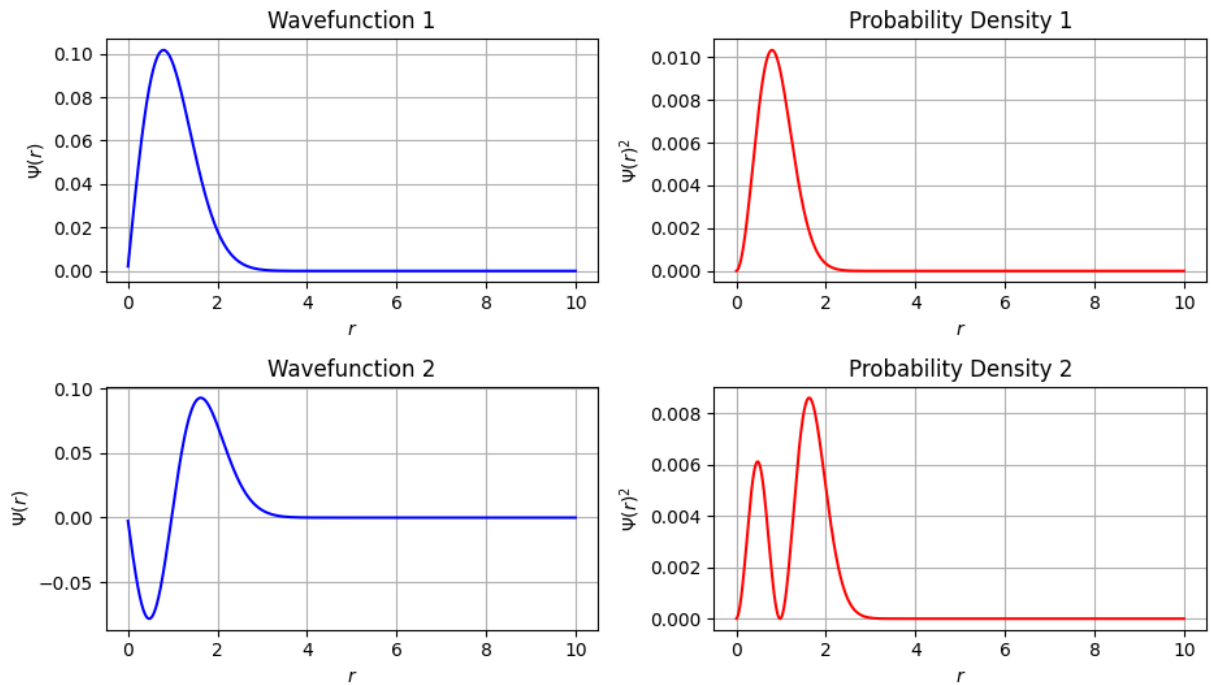 Wavefunction 1
Ψ(r)
0.10
0.08
0.06
0.04
0.02
0.00
0 2 4 6 8 10
r
Probability Density 1
Ψ(r)²
0.010
0.008
0.006
0.004
0.002
0.000
0 2 4 6 8 10
r
Wavefunction 2
Ψ(r)
0.10
0.05
0.00
−0.05
0 2 4 6 8 10
r
Probability Density 2
Ψ(r)²
0.008
0.006
0.004
0.002
0.000
0 2 4 6 8 10
r